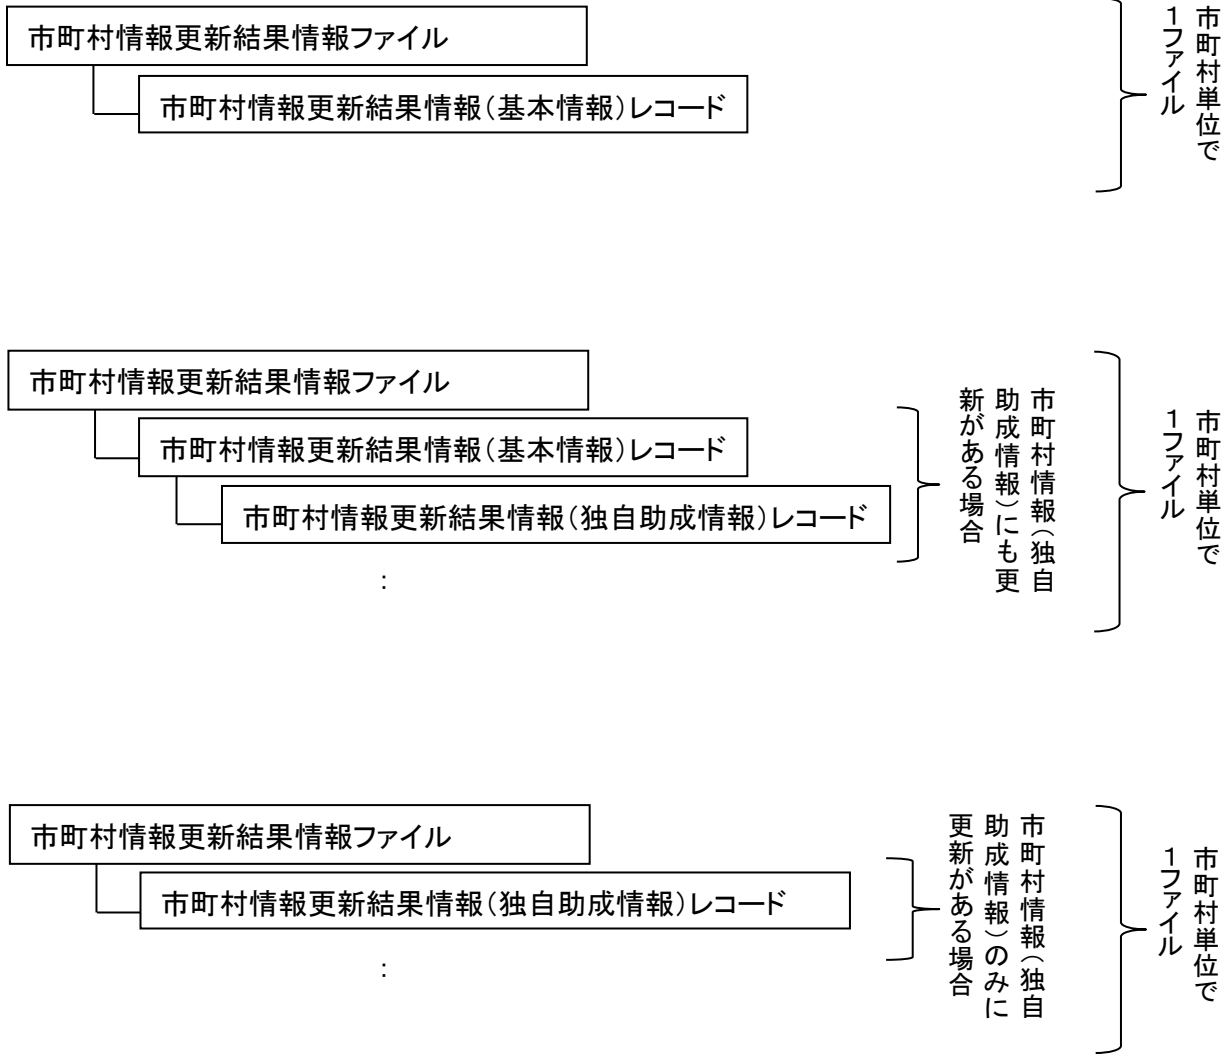 市町村情報更新結果情報ファイル
市町村情報更新結果情報(基本情報)レコード
市町村単位で
1ファイル
市町村情報更新結果情報ファイル
市町村情報更新結果情報(基本情報)レコード
市町村情報更新結果情報(独自助成情報)レコード
:
市町村情報(独自
助成情報)にも更
新がある場合
市町村単位で
1ファイル
市町村情報更新結果情報ファイル
市町村情報更新結果情報(独自助成情報)レコード
:
市町村情報(独自
助成情報)のみに
更新がある場合
市町村単位で
1ファイル